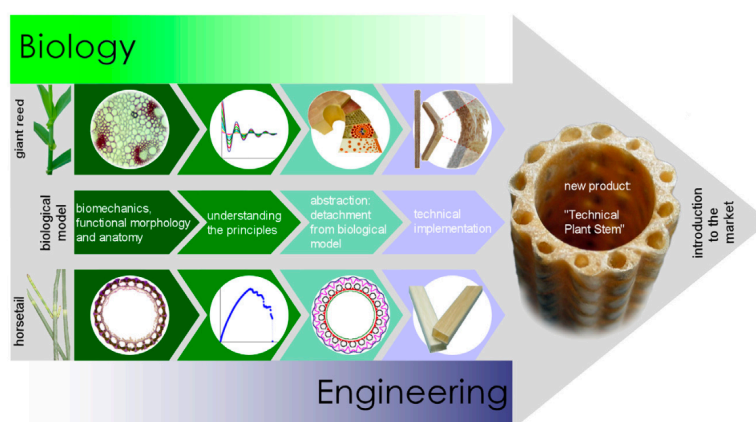 Biology
giant reed
biological
model
biomechanics,
functional morphology
and anatomy
understanding
the principles
abstraction:
detachment
from biological
model
technical
implementation
new product:
"Technical
Plant Stem"
introduction
to the
market
horsetail
Engineering